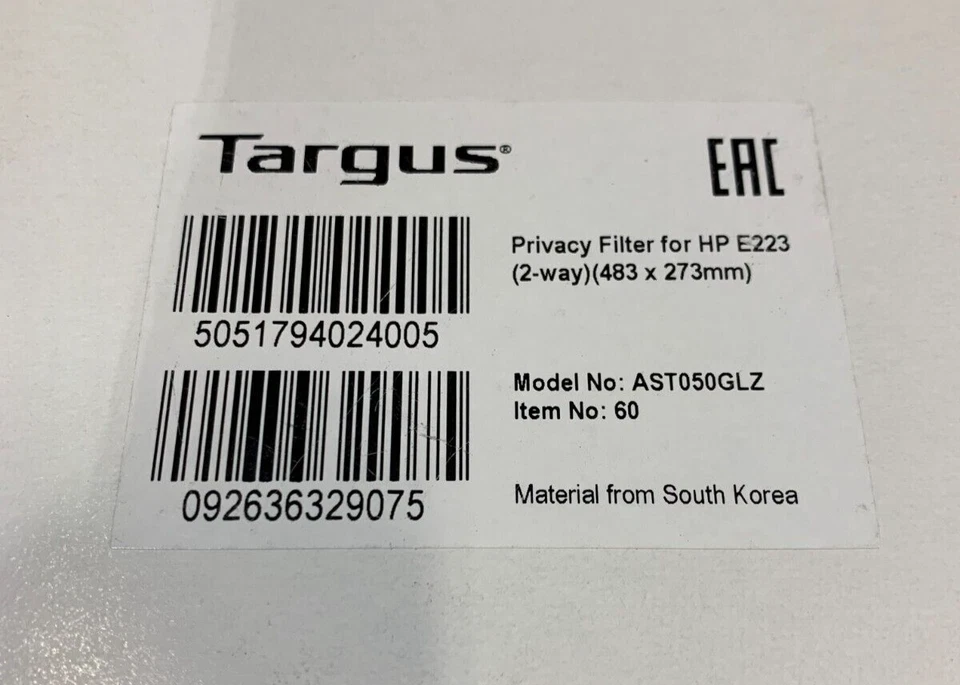 Targus®
EAC
5051794024005
Privacy Filter for HP E223
(2-way)(483 x 273mm)
092636329075
Model No: AST050GLZ
Item No: 60
Material from South Korea